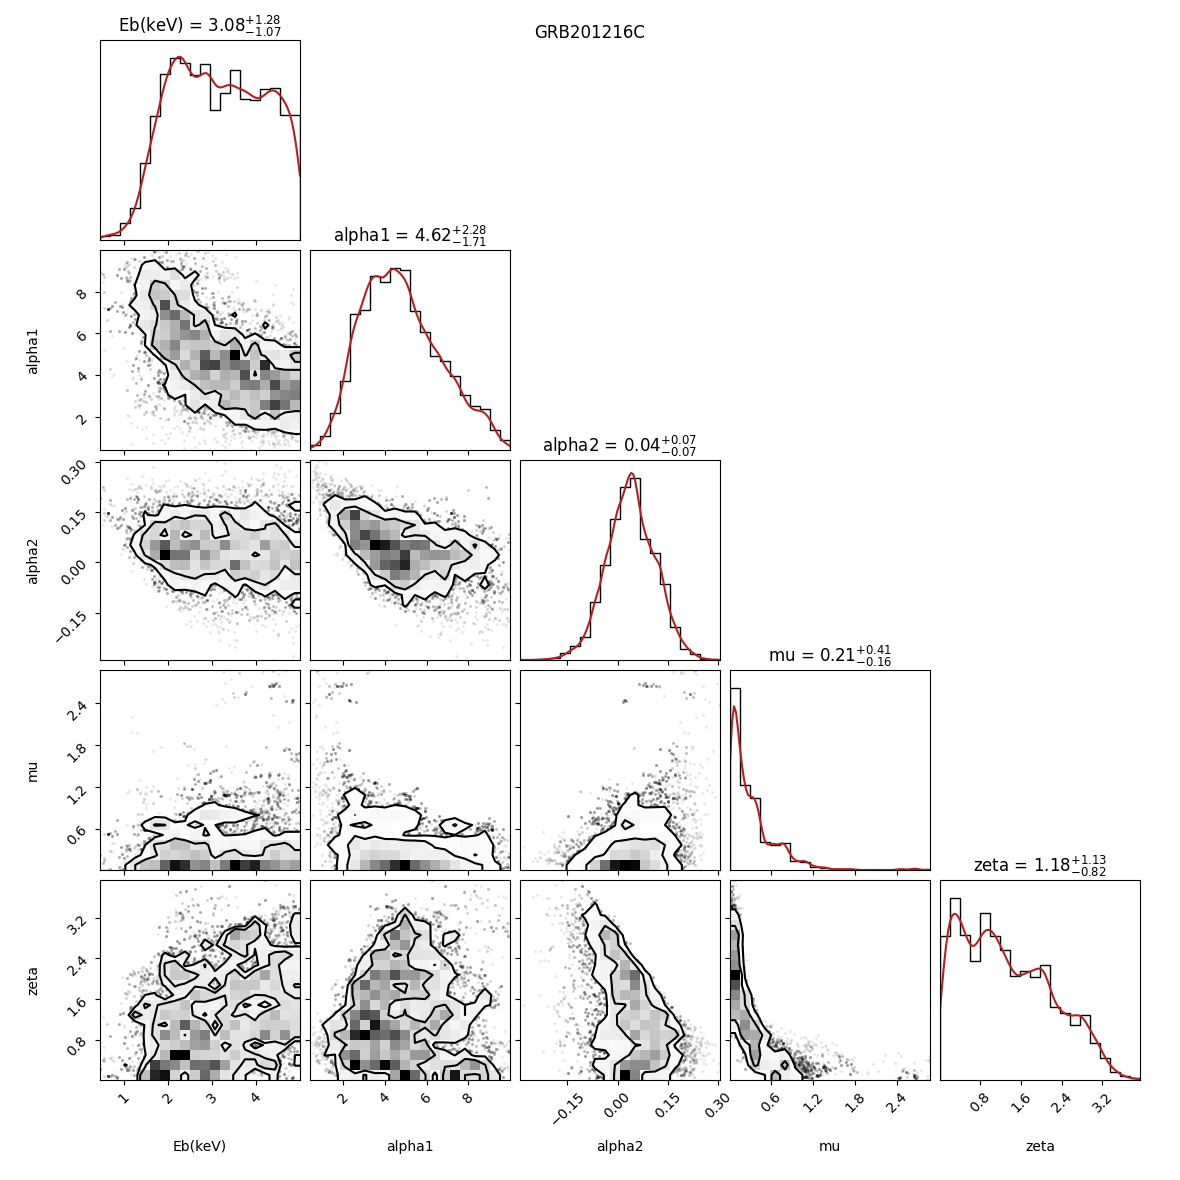 GRB201216C
Eb(keV) = 3.08+1.28 −1.07
alpha1 = 4.62+2.28 −1.71
8
6
4
2
alpha1
alpha2 = 0.04+0.07 −0.07
0.30
0.15
0.00
−0.15
alpha2
mu = 0.21+0.41 −0.16
2.4
1.8
1.2
0.6
mu
zeta = 1.18+1.13 −0.82
3.2
2.4
1.6
0.8
zeta
1 2 3 4
2 4 6 8
−0.15 0.00 0.15 0.30
0.6 1.2 1.8 2.4
0.8 1.6 2.4 3.2
Eb(keV) alpha1 alpha2 mu zeta